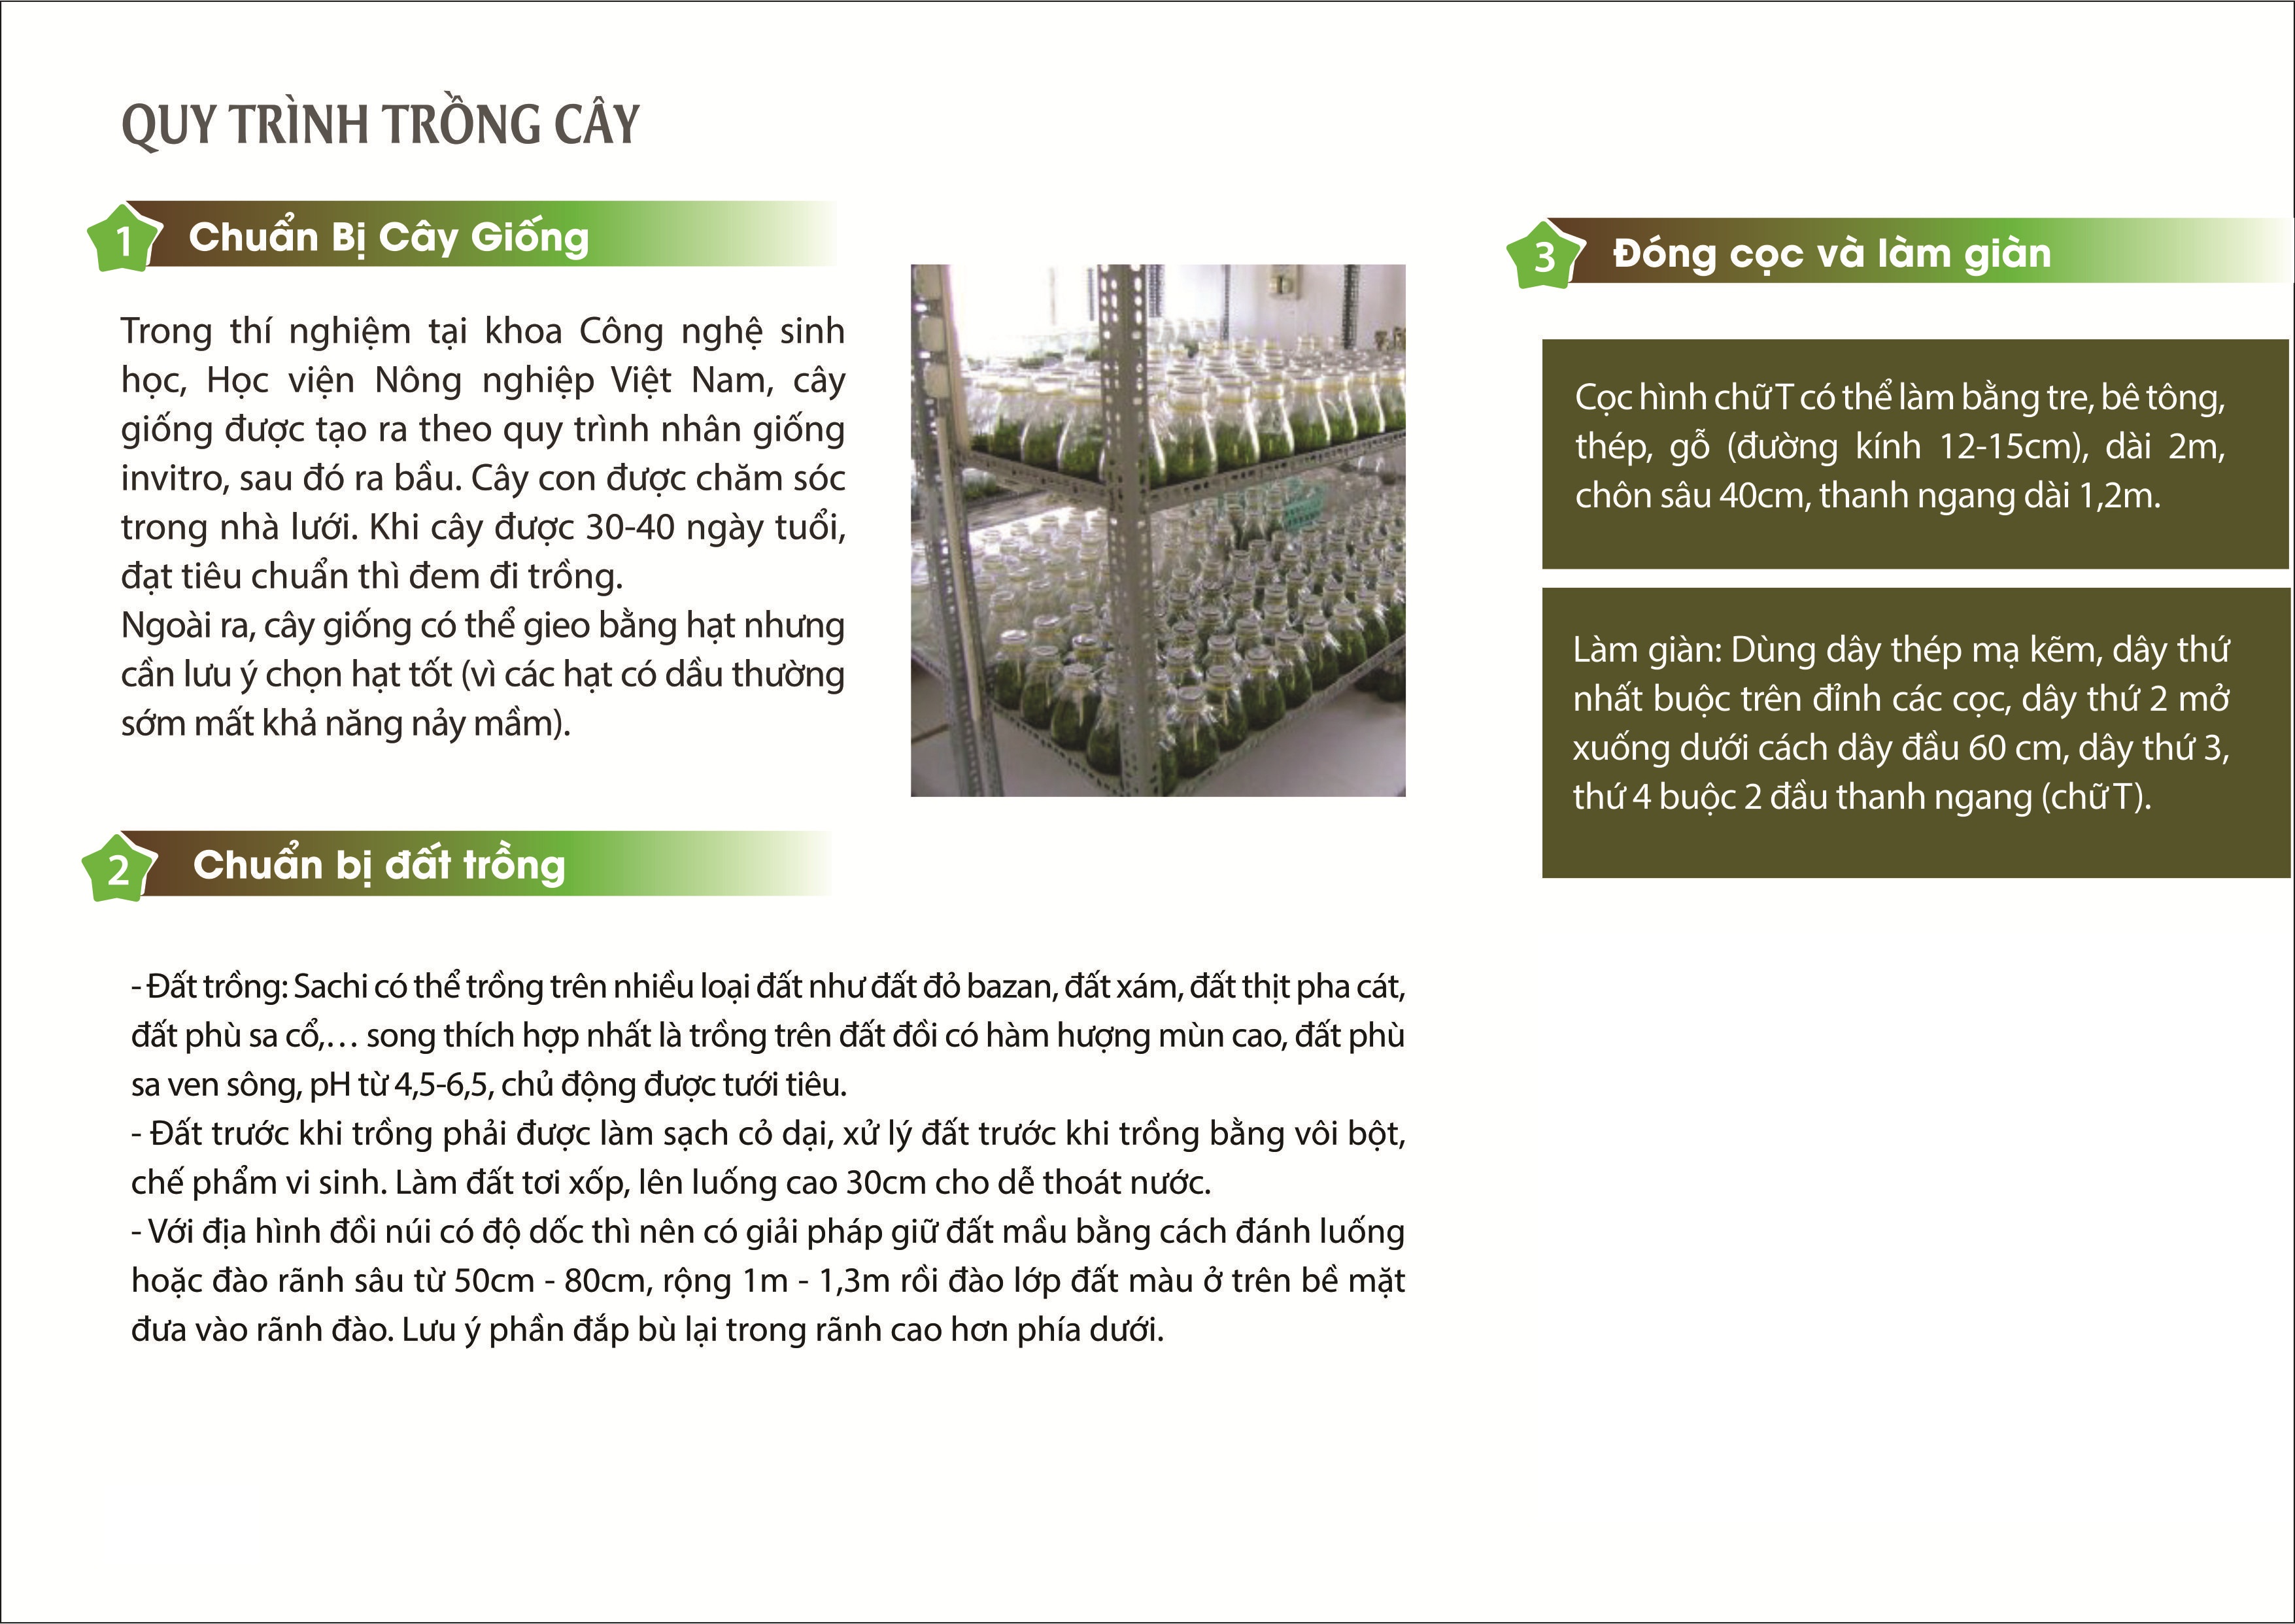 QUY TRÌNH TRỒNG CÂY
1 Chuẩn Bị Cây Giống
Trong thí nghiệm tại khoa Công nghệ sinh
học, Học viện Nông nghiệp Việt Nam, cây
giống được tạo ra theo quy trình nhân giống
invitro, sau đó ra bầu. Cây con được chăm sóc
trong nhà lưới. Khi cây được 30-40 ngày tuổi,
đạt tiêu chuẩn thì đem đi trồng.
Ngoài ra, cây giống có thể gieo bằng hạt nhưng
cần lưu ý chọn hạt tốt (vì các hạt có dầu thường
sớm mất khả năng nảy mầm).
2 Chuẩn bị đất trồng
- Đất trồng: Sachi có thể trồng trên nhiều loại đất như đất đỏ bazan, đất xám, đất thịt pha cát,
đất phù sa cổ,… song thích hợp nhất là trồng trên đất đồi có hàm hượng mùn cao, đất phù
sa ven sông, pH từ 4,5-6,5, chủ động được tưới tiêu.
- Đất trước khi trồng phải được làm sạch cỏ dại, xử lý đất trước khi trồng bằng vôi bột,
chế phẩm vi sinh. Làm đất tơi xốp, lên luống cao 30cm cho dễ thoát nước.
- Với địa hình đồi núi có độ dốc thì nên có giải pháp giữ đất mầu bằng cách đánh luống
hoặc đào rãnh sâu từ 50cm - 80cm, rộng 1m - 1,3m rồi đào lớp đất màu ở trên bề mặt
đưa vào rãnh đào. Lưu ý phần đắp bù lại trong rãnh cao hơn phía dưới.
3 Đóng cọc và làm giàn
Cọc hình chữ T có thể làm bằng tre, bê tông,
thép, gỗ (đường kính 12-15cm), dài 2m,
chôn sâu 40cm, thanh ngang dài 1,2m.
Làm giàn: Dùng dây thép mạ kẽm, dây thứ
nhất buộc trên đỉnh các cọc, dây thứ 2 mở
xuống dưới cách dây đầu 60 cm, dây thứ 3,
thứ 4 buộc 2 đầu thanh ngang (chữ T).